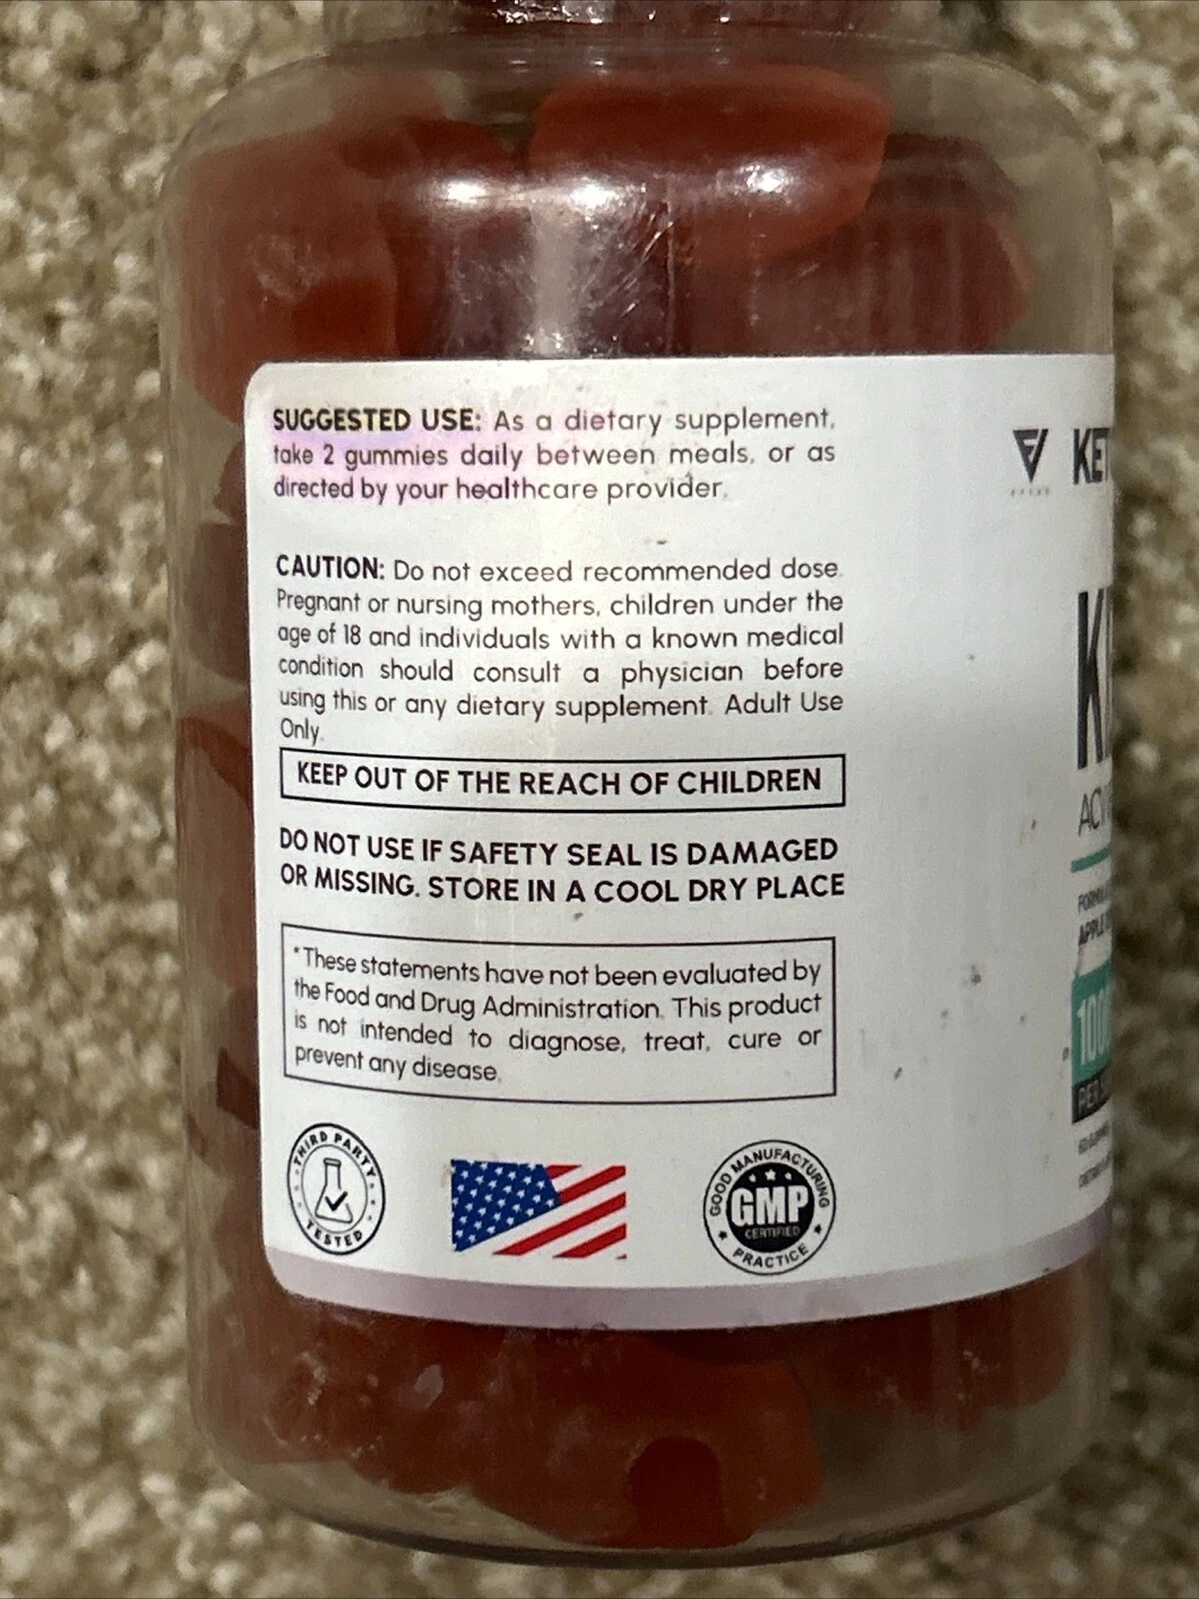 SUGGESTED USE: As a dietary supplement,
take 2 gummies daily between meals, or as
directed by your healthcare provider.
CAUTION: Do not exceed recommended dose.
Pregnant or nursing mothers, children under the
age of 18 and individuals with a known medical
condition should consult a physician before
using this or any dietary supplement. Adult Use
Only.
KEEP OUT OF THE REACH OF CHILDREN
DO NOT USE IF SAFETY SEAL IS DAMAGED
OR MISSING. STORE IN A COOL DRY PLACE
*These statements have not been evaluated by
the Food and Drug Administration. This product
is not intended to diagnose, treat, cure or
prevent any disease.
THIRD PARTY
TESTED
GOOD MANUFACTURING
GMP
CERTIFIED
PRACTICE
KET
K
ACV
APPLE
100
PER